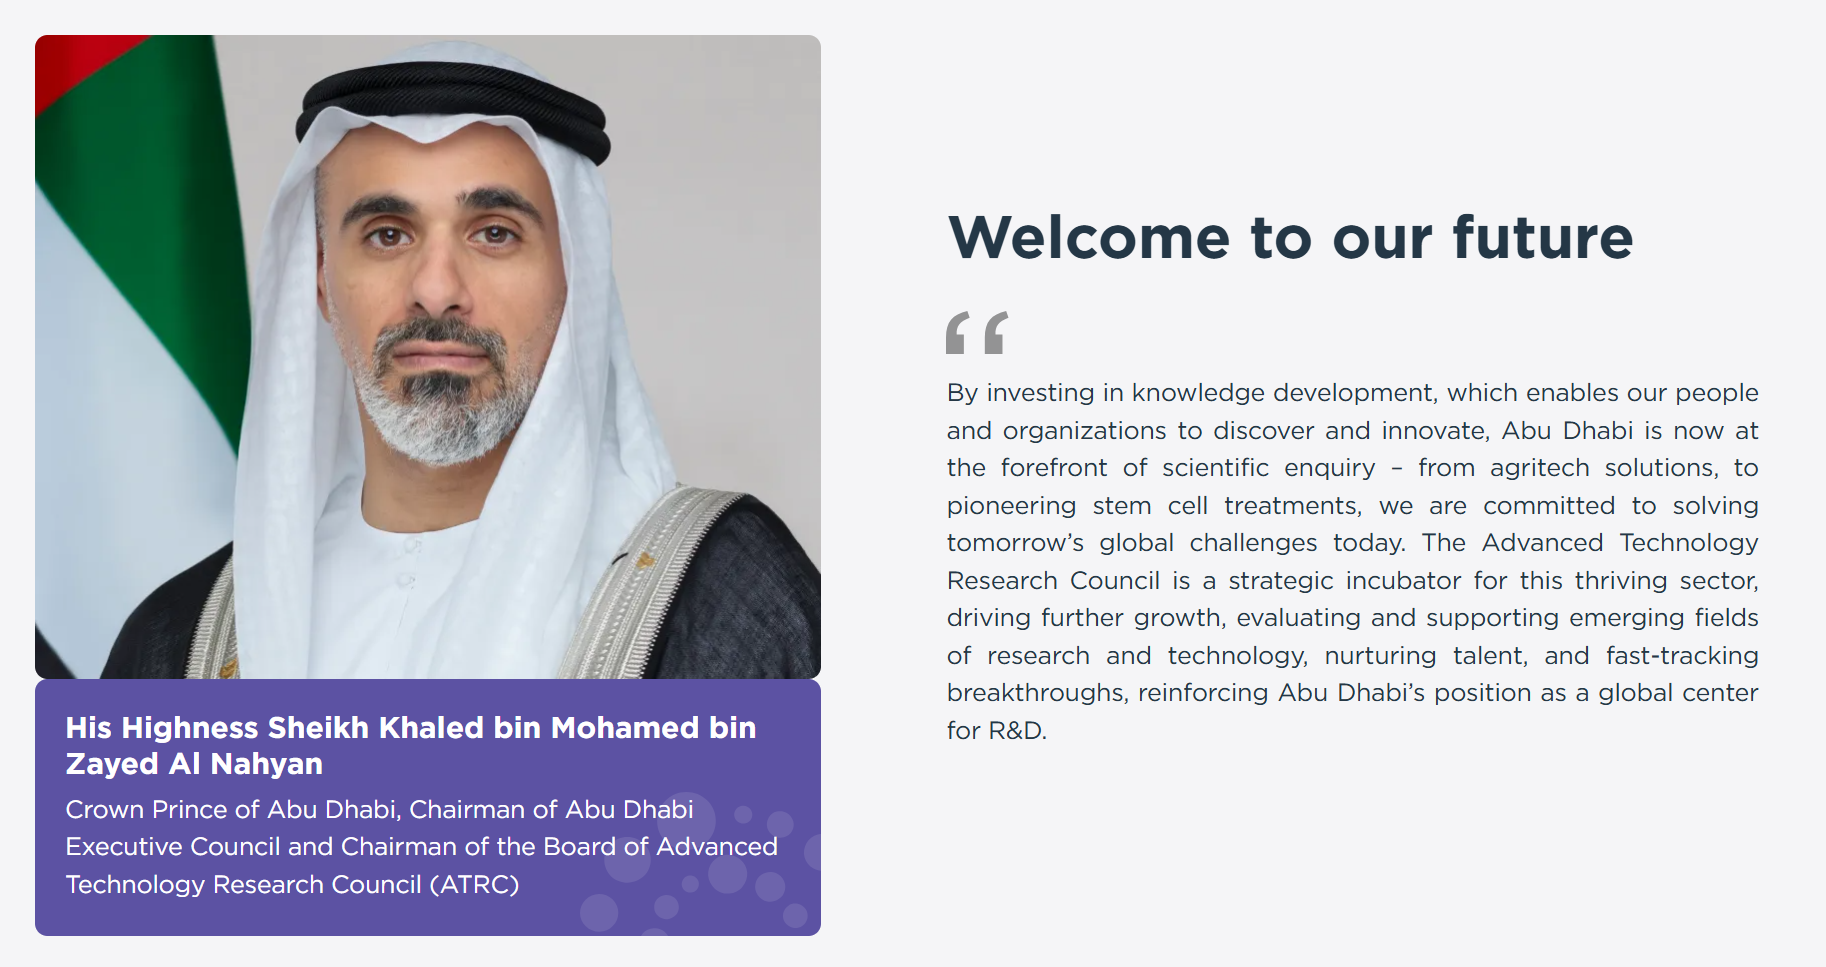 His Highness Sheikh Khaled bin Mohamed bin
Zayed Al Nahyan
Crown Prince of Abu Dhabi, Chairman of Abu Dhabi
Executive Council and Chairman of the Board of Advanced
Technology Research Council (ATRC)
Welcome to our future
“
By investing in knowledge development, which enables our people
and organizations to discover and innovate, Abu Dhabi is now at
the forefront of scientific enquiry – from agritech solutions, to
pioneering stem cell treatments, we are committed to solving
tomorrow’s global challenges today. The Advanced Technology
Research Council is a strategic incubator for this thriving sector,
driving further growth, evaluating and supporting emerging fields
of research and technology, nurturing talent, and fast-tracking
breakthroughs, reinforcing Abu Dhabi’s position as a global center
for R&D.